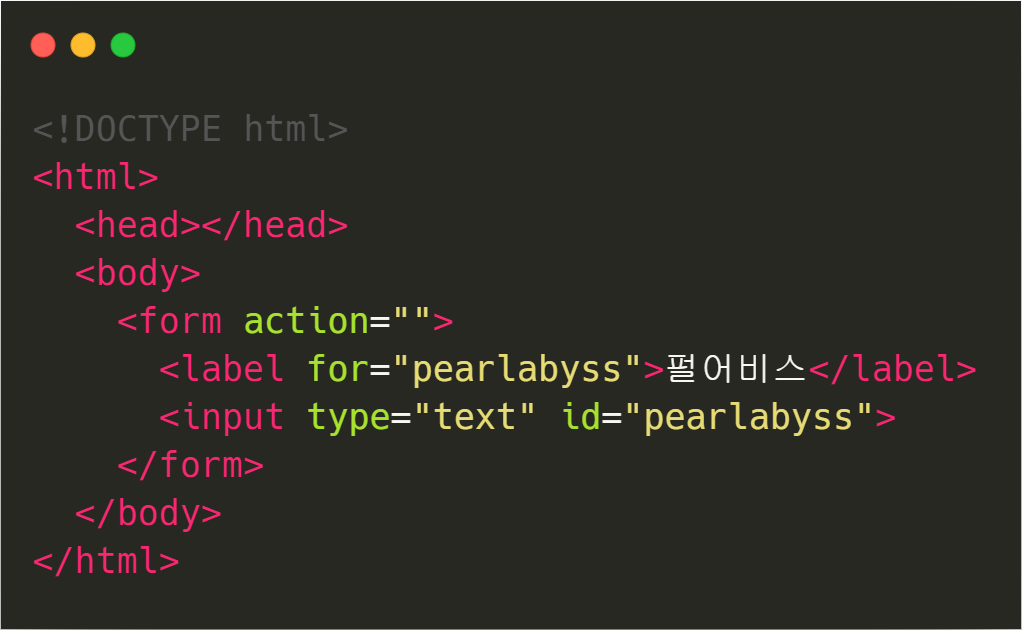 <!DOCTYPE html>
<html>
  <head></head>
  <body>
    <form action="">
      <label for="pearlabyss">펄어비스</label>
      <input type="text" id="pearlabyss">
    </form>
  </body>
</html>